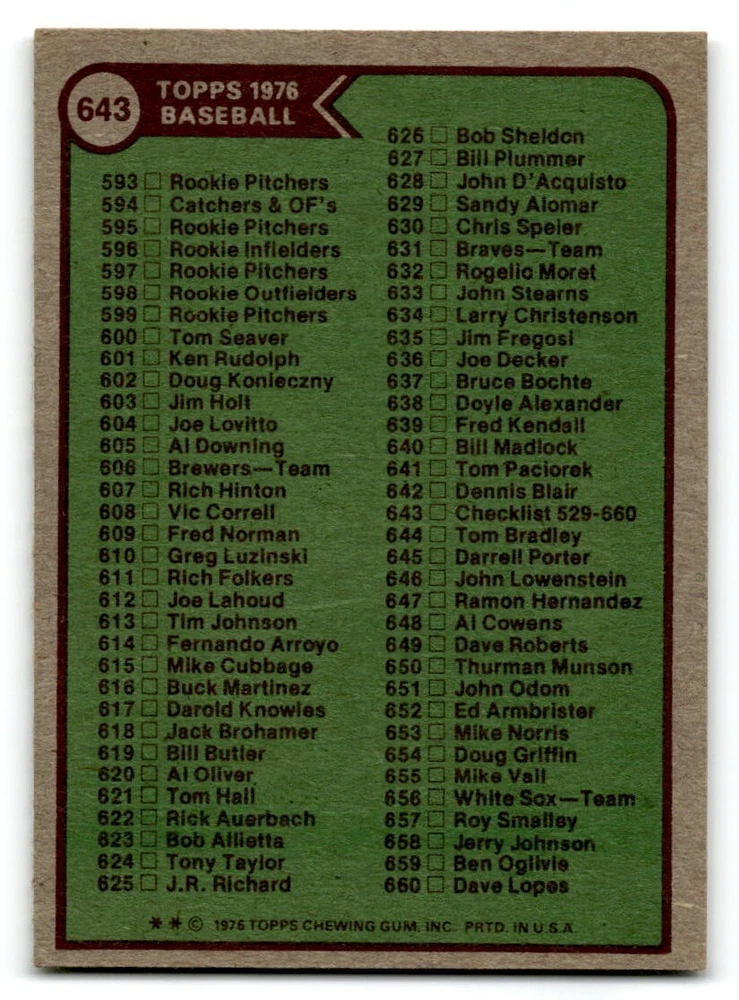 643
TOPPS 1976
BASEBALL
593 Rookie Pitchers
594 Catchers & OF's
595 Rookie Pitchers
596 Rookie Infielders
597 Rookie Pitchers
598 Rookie Outfielders
599 Rookie Pitchers
600 Tom Seaver
601 Ken Rudolph
602 Doug Konieczny
603 Jim Holt
604 Joe Lovitto
605 Al Downing
606 Brewers—Team
607 Rich Hinton
608 Vic Correll
609 Fred Norman
610 Greg Luzinski
611 Rich Folkers
612 Joe Lahoud
613 Tim Johnson
614 Fernando Arroyo
615 Mike Cubbage
616 Buck Martinez
617 Darold Knowles
618 Jack Brohamer
619 Bill Butler
620 Al Oliver
621 Tom Hall
622 Rick Auerbach
623 Bob Allietta
624 Tony Taylor
625 J.R. Richard
626 Bob Sheldon
627 Bill Plummer
628 John D'Acquisto
629 Sandy Alomar
630 Chris Speier
631 Braves—Team
632 Rogelio Moret
633 John Stearns
634 Larry Christenson
635 Jim Fregosi
636 Joe Decker
637 Bruce Bochte
638 Doyle Alexander
639 Fred Kendall
640 Bill Madlock
641 Tom Paciorek
642 Dennis Blair
643 Checklist 529-660
644 Tom Bradley
645 Darrell Porter
646 John Lowenstein
647 Ramon Hernandez
648 Al Cowens
649 Dave Roberts
650 Thurman Munson
651 John Odom
652 Ed Armbrister
653 Mike Norris
654 Doug Griffin
655 Mike Vail
656 White Sox—Team
657 Roy Smalley
658 Jerry Johnson
659 Ben Oglivie
660 Dave Lopes
* * © 1976 TOPPS CHEWING GUM, INC. PRTD. IN U.S.A.